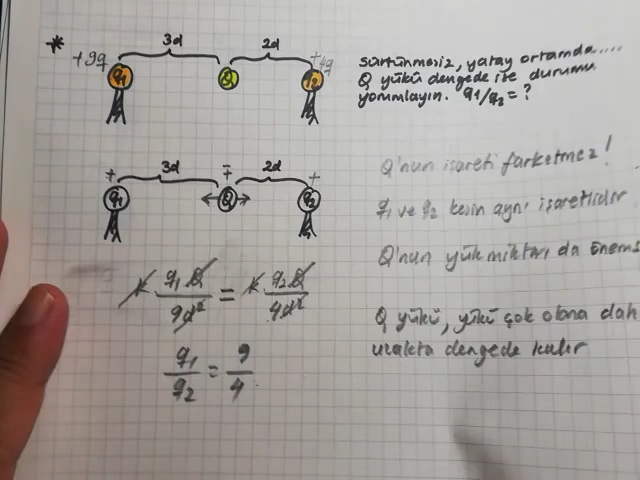 * 3d 2d
+9q q1 Q q2 +4q
sürtünmesiz, yatay ortamda....
Q yükü dengede ise durumu
yorumlayın. q1/q2 = ?
Q'nun işareti farketmez!
+ 3d ∓ 2d +
q1 Q q2
q1 ve q2 kesin aynı işaretlidir
Q'nun yük miktarı da önems
k q1 Q / 9d² = k q2 Q / 4d²
Q yükü, yükü çok olana dah
uzakta dengede kalır
q1 / q2 = 9 / 4